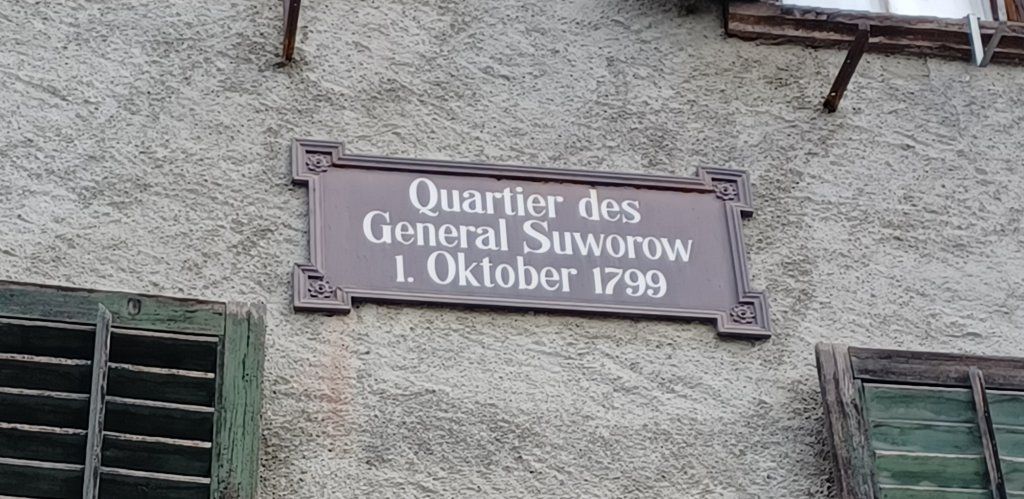 Quartier des
General Suworow
1. Oktober 1799